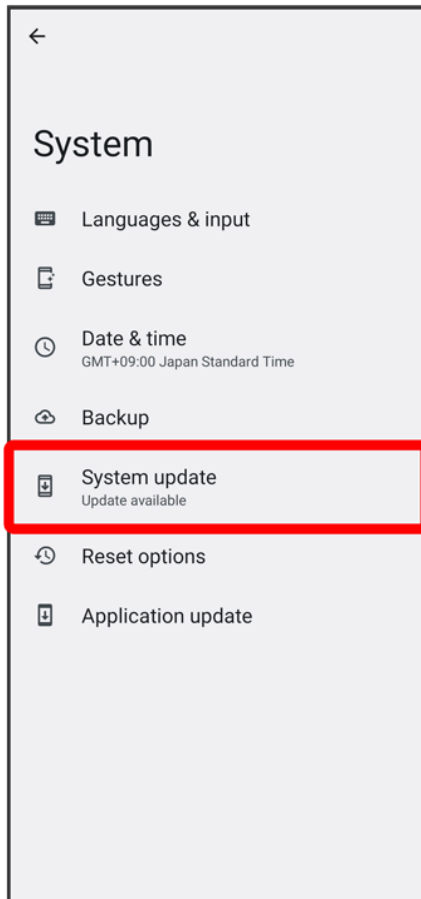 System
Languages & input
Gestures
Date & time
GMT+09:00 Japan Standard Time
Backup
System update
Update available
Reset options
Application update